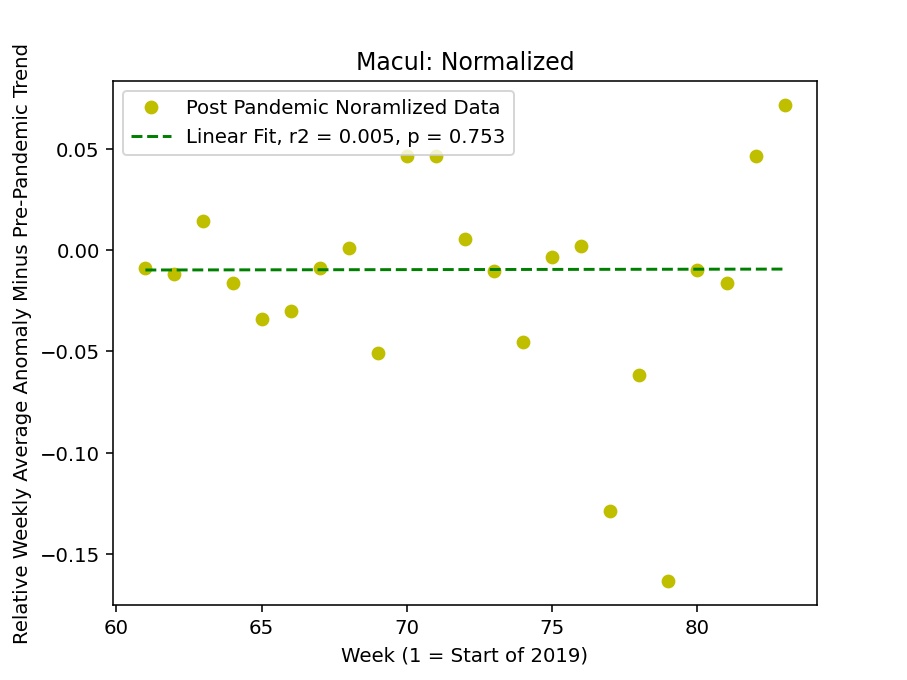 Macul: Normalized
Post Pandemic Noramlized Data
Linear Fit, r2 = 0.005, p = 0.753
Relative Weekly Average Anomaly Minus Pre-Pandemic Trend
0.05
0.00
−0.05
−0.10
−0.15
60 65 70 75 80
Week (1 = Start of 2019)